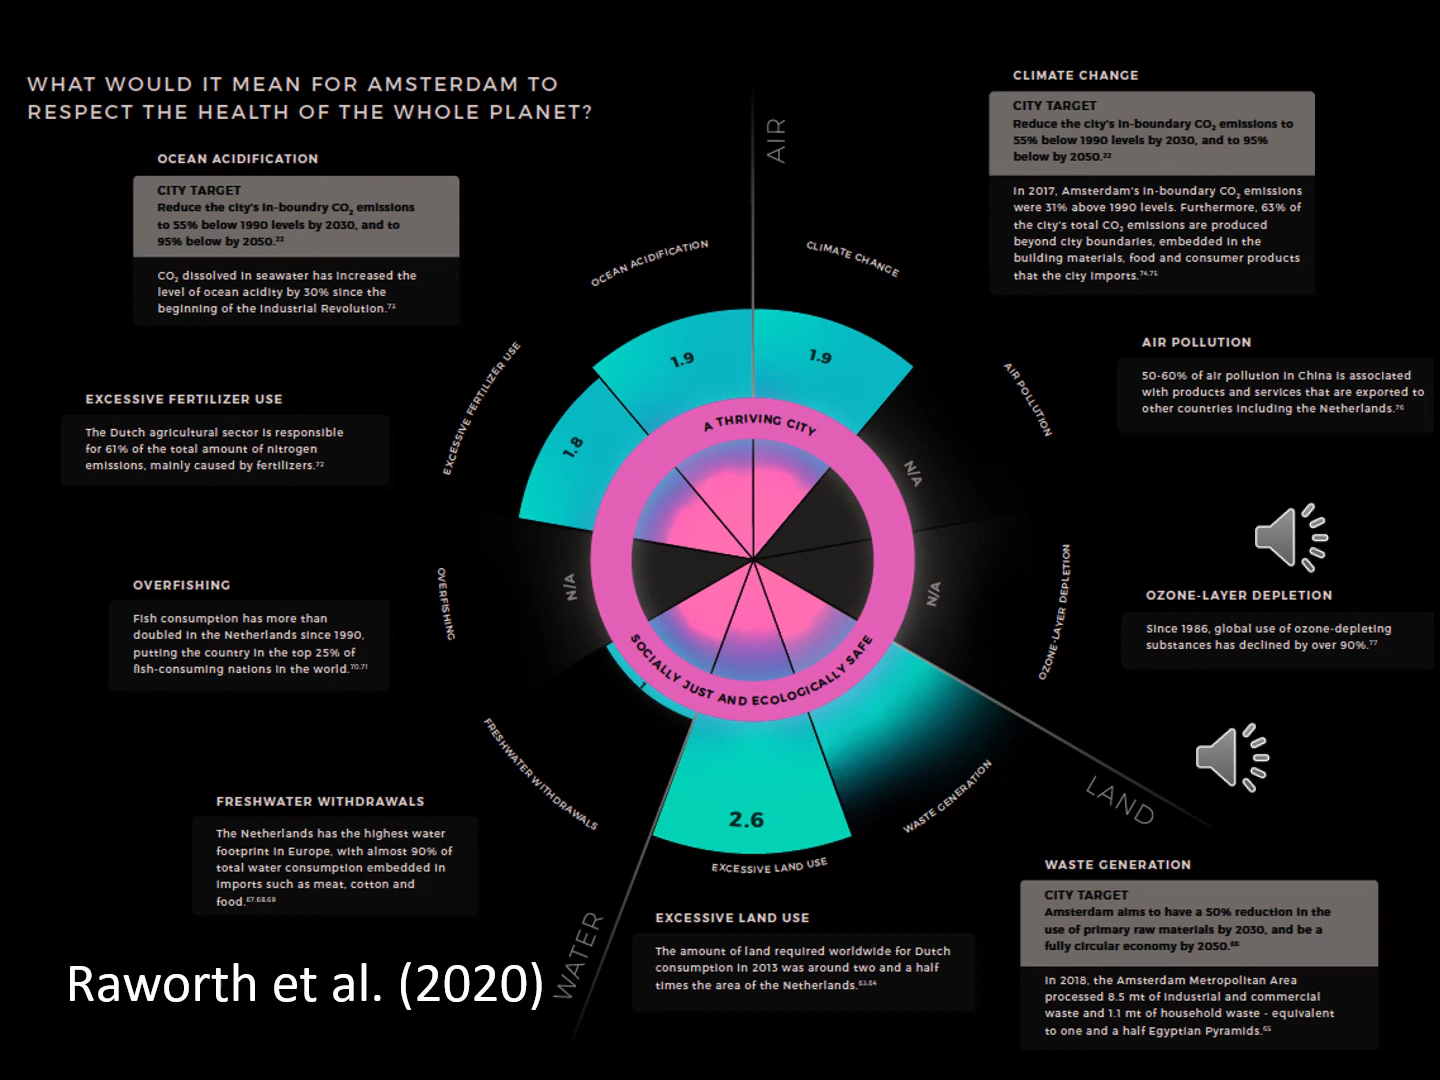 WHAT WOULD IT MEAN FOR AMSTERDAM TO
RESPECT THE HEALTH OF THE WHOLE PLANET?
OCEAN ACIDIFICATION
CITY TARGET
Reduce the city's in-boundry CO₂ emissions
to 55% below 1990 levels by 2030, and to
95% below by 2050.²²
CO₂ dissolved in seawater has increased the
level of ocean acidity by 30% since the
beginning of the Industrial Revolution.⁷³
EXCESSIVE FERTILIZER USE
The Dutch agricultural sector is responsible
for 61% of the total amount of nitrogen
emissions, mainly caused by fertilizers.⁷²
OVERFISHING
Fish consumption has more than
doubled in the Netherlands since 1990,
putting the country in the top 25% of
fish-consuming nations in the world.⁷⁰·⁷¹
FRESHWATER WITHDRAWALS
The Netherlands has the highest water
footprint in Europe, with almost 90% of
total water consumption embedded in
imports such as meat, cotton and
food.⁶⁷·⁶⁸·⁶⁹
Raworth et al. (2020)
AIR
OCEAN ACIDIFICATION
CLIMATE CHANGE
EXCESSIVE FERTILIZER USE
AIR POLLUTION
1.9
1.9
1.8
A THRIVING CITY
N/A
N/A
N/A
OVERFISHING
OZONE-LAYER DEPLETION
SOCIALLY JUST AND ECOLOGICALLY SAFE
FRESHWATER WITHDRAWALS
WASTE GENERATION
2.6
EXCESSIVE LAND USE
LAND
WATER
EXCESSIVE LAND USE
The amount of land required worldwide for Dutch
consumption in 2013 was around two and a half
times the area of the Netherlands.⁶³·⁶⁴
CLIMATE CHANGE
CITY TARGET
Reduce the city's in-boundary CO₂ emissions to
55% below 1990 levels by 2030, and to 95%
below by 2050.²²
In 2017, Amsterdam's in-boundary CO₂ emissions
were 31% above 1990 levels. Furthermore, 63% of
the city's total CO₂ emissions are produced
beyond city boundaries, embedded in the
building materials, food and consumer products
that the city imports.⁷⁴·⁷⁵
AIR POLLUTION
50-60% of air pollution in China is associated
with products and services that are exported to
other countries including the Netherlands.⁷⁶
OZONE-LAYER DEPLETION
Since 1986, global use of ozone-depleting
substances has declined by over 90%.⁷⁷
WASTE GENERATION
CITY TARGET
Amsterdam aims to have a 50% reduction in the
use of primary raw materials by 2030, and be a
fully circular economy by 2050.⁶⁶
In 2018, the Amsterdam Metropolitan Area
processed 8.5 mt of industrial and commercial
waste and 1.1 mt of household waste - equivalent
to one and a half Egyptian Pyramids.⁶⁵